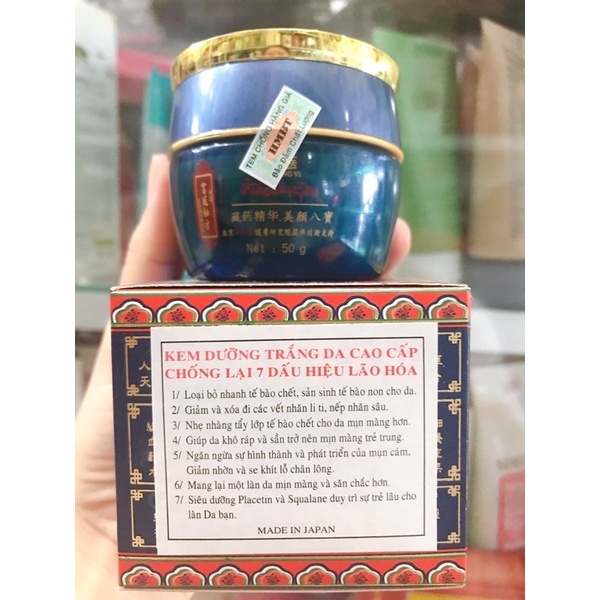 TEM CHỐNG HÀNG GIẢ
HMBT
Bảo Đảm Chất Lượng
藏药精华.美颜八寳
Net : 50 g
KEM DƯỠNG TRẮNG DA CAO CẤP
CHỐNG LẠI 7 DẤU HIỆU LÃO HÓA
1/ Loại bỏ nhanh tế bào chết, sản sinh tế bào non cho da.
2/ Giảm và xóa đi các vết nhăn li ti, nếp nhăn sâu.
3/ Nhẹ nhàng tẩy lớp tế bào chết cho da mịn màng hơn.
4/ Giúp da khô ráp và sần trở nên mịn màng trẻ trung.
5/ Ngăn ngừa sự hình thành và phát triển của mụn cám.
Giảm nhờn và se khít lỗ chân lông.
6/ Mang lại một làn da mịn màng và săn chắc hơn.
7/ Siêu dưỡng Placetin và Squalane duy trì sự trẻ lâu cho
làn Da bạn.
MADE IN JAPAN